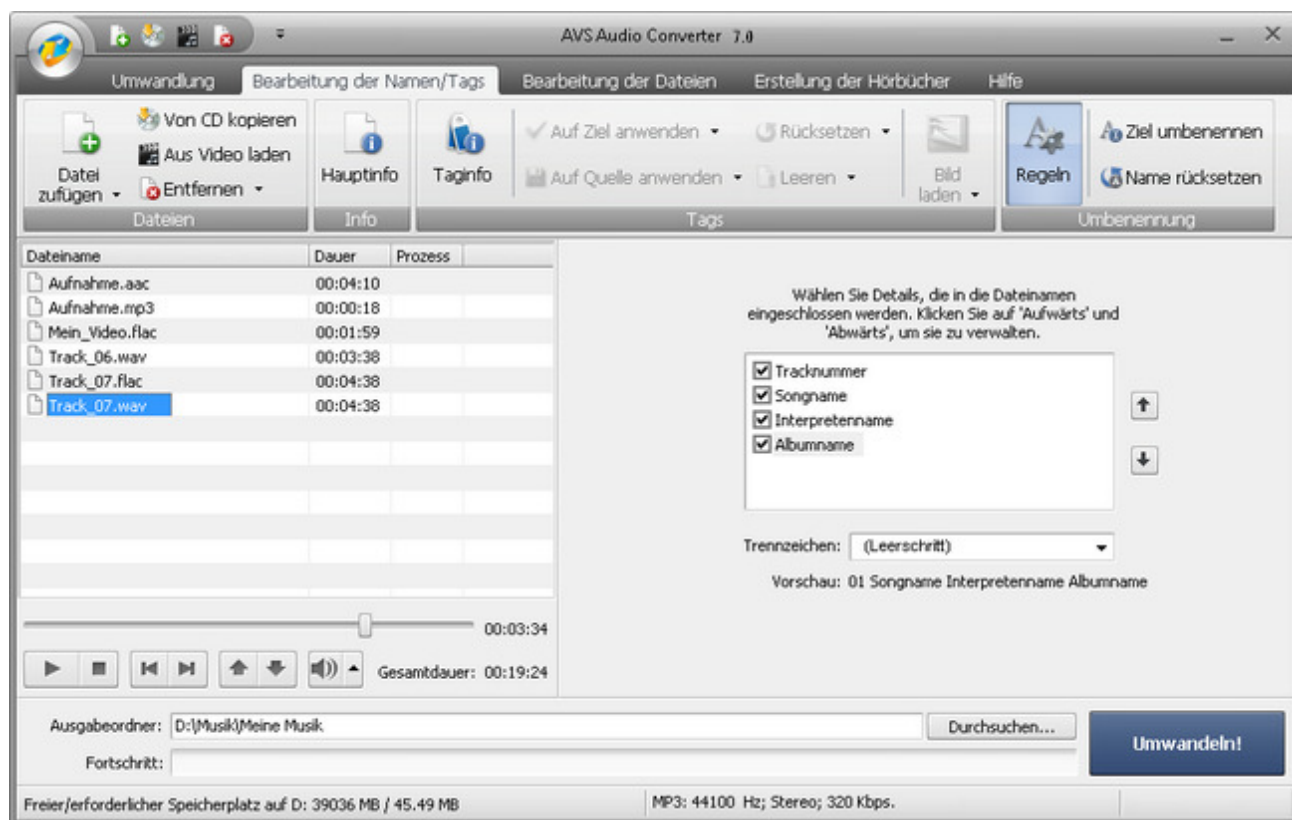 AVS Audio Converter 7.0
Umwandlung Bearbeitung der Namen/Tags Bearbeitung der Dateien Erstellung der Hörbücher Hilfe
Datei zufügen
Von CD kopieren
Aus Video laden
Entfernen
Dateien
Hauptinfo
Info
Taginfo
Auf Ziel anwenden
Auf Quelle anwenden
Rücksetzen
Leeren
Bild laden
Tags
Regeln
Ziel umbenennen
Name rücksetzen
Umbenennung
Dateiname Dauer Prozess
Aufnahme.aac 00:04:10
Aufnahme.mp3 00:00:18
Mein_Video.flac 00:01:59
Track_06.wav 00:03:38
Track_07.flac 00:04:38
Track_07.wav 00:04:38
00:03:34
Gesamtdauer: 00:19:24
Wählen Sie Details, die in die Dateinamen
eingeschlossen werden. Klicken Sie auf 'Aufwärts' und
'Abwärts', um sie zu verwalten.
Tracknummer
Songname
Interpretenname
Albumname
Trennzeichen: (Leerschritt)
Vorschau: 01 Songname Interpretenname Albumname
Ausgabeordner: D:\Musik\Meine Musik
Durchsuchen...
Fortschritt:
Umwandeln!
Freier/erforderlicher Speicherplatz auf D: 39036 MB / 45.49 MB
MP3: 44100 Hz; Stereo; 320 Kbps.